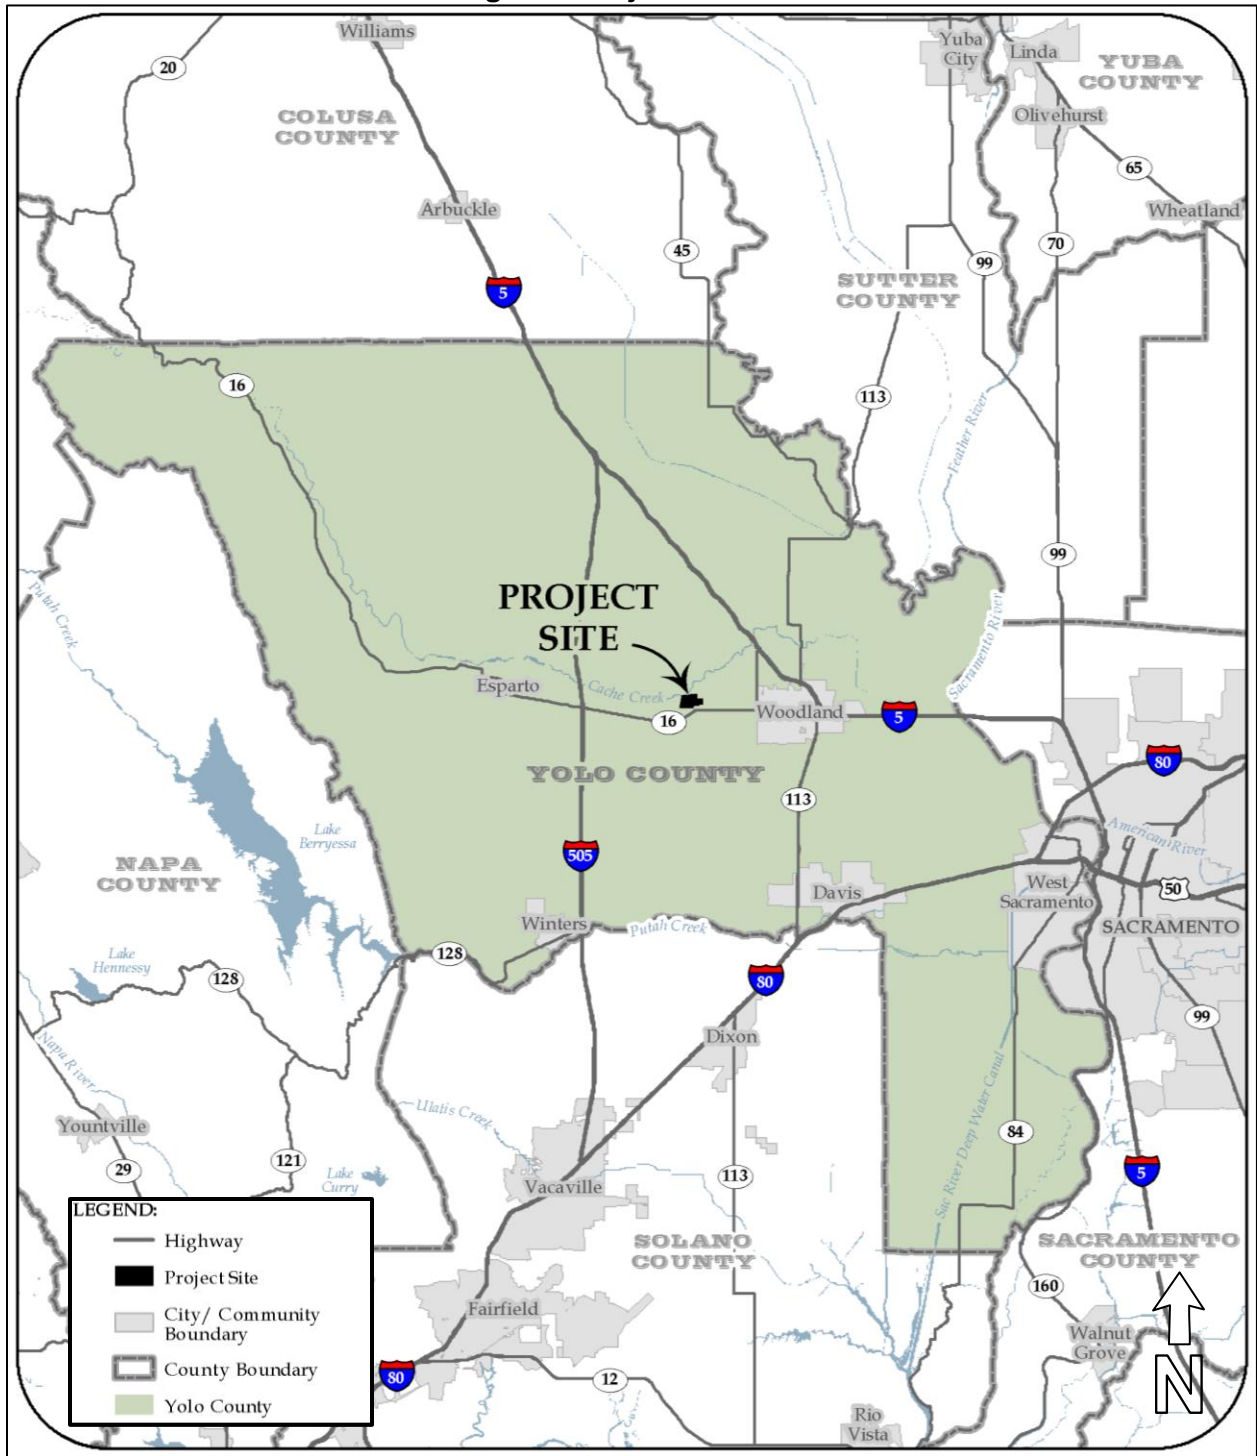 Williams
20
COLUSA
COUNTY
Yuba
City
Linda
YUBA
COUNTY
Olivehurst
65
Arbuckle
Wheatland
45
99
70
5
SUTTER
COUNTY
16
113
Feather River
99
Putah Creek
PROJECT
SITE
Sacramento River
Esparto
Cache Creek
16
Woodland
5
80
YOLO COUNTY
113
Lake
Berryessa
American River
505
NAPA
COUNTY
Davis
West
Sacramento
50
Winters
Putah Creek
SACRAMENTO
128
Lake
Hennessy
128
80
99
Dixon
Napa River
Ulatis Creek
Sac River Deep Water Canal
Yountville
84
29
121
Lake
Curry
Vacaville
113
5
LEGEND:
Highway
Project Site
City/ Community
Boundary
County Boundary
Yolo County
SOLANO
COUNTY
SACRAMENTO
COUNTY
160
Fairfield
Walnut
Grove
80
12
N
Rio
Vista